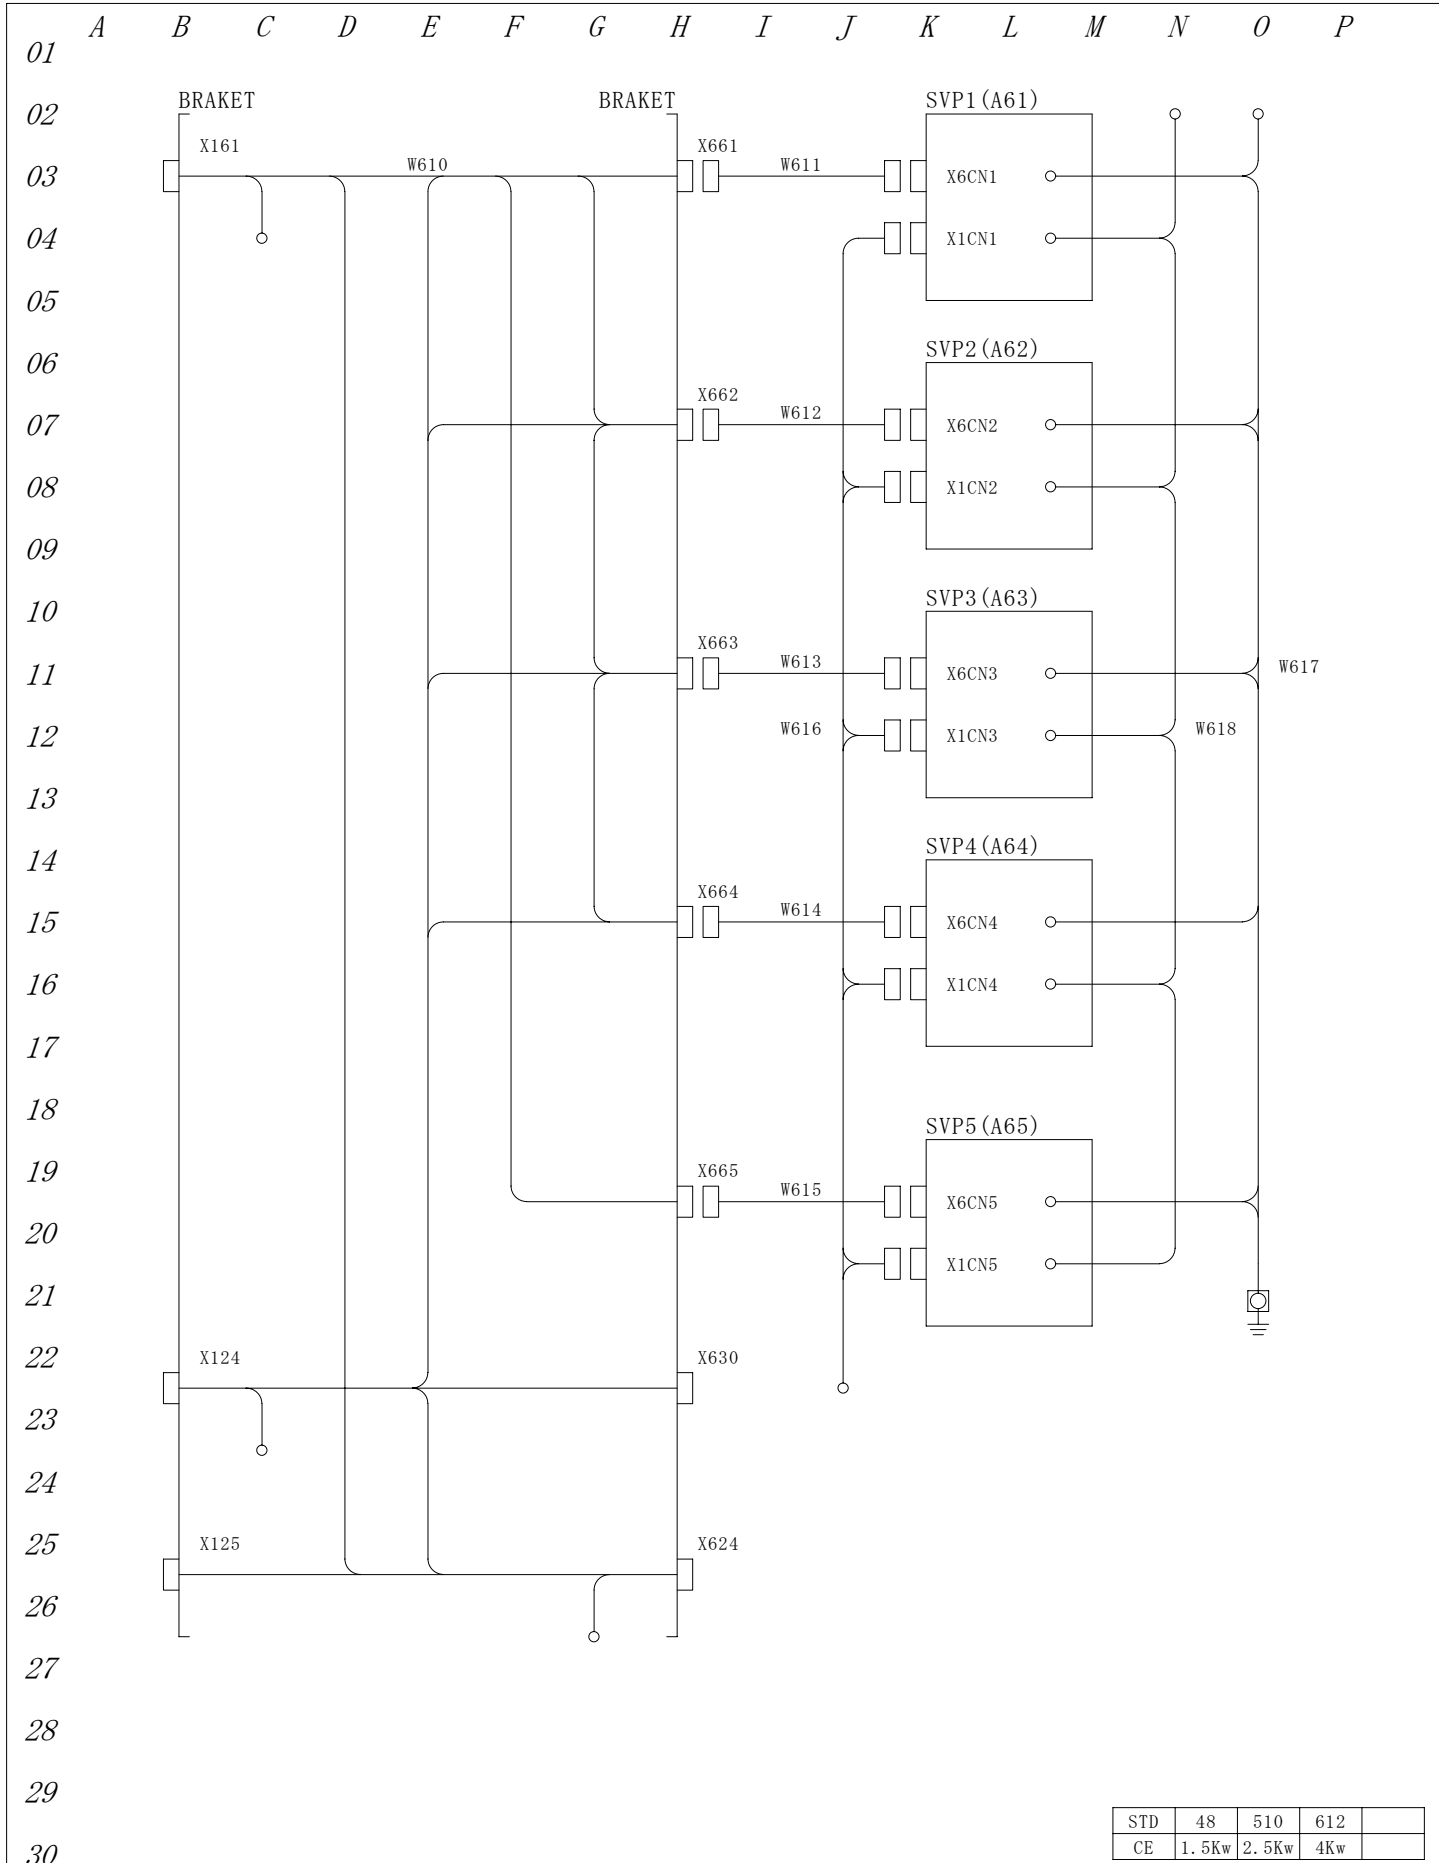 A B C D E F G H I J K L M N O P
01
02
BRAKET BRAKET SVP1(A61)
X161 X661
03
W610 W611 X6CN1
04
X1CN1
05
06
SVP2(A62)
X662
07
W612 X6CN2
08
X1CN2
09
10
SVP3(A63)
X663
11
W613 X6CN3 W617
12
W616 X1CN3 W618
13
14
SVP4(A64)
X664
15
W614 X6CN4
16
X1CN4
17
18
SVP5(A65)
19
X665
W615 X6CN5
20
X1CN5
21
22
X124 X630
23
24
25
X125 X624
26
27
28
29
STD 48 510 612
CE 1.5Kw 2.5Kw 4Kw
30